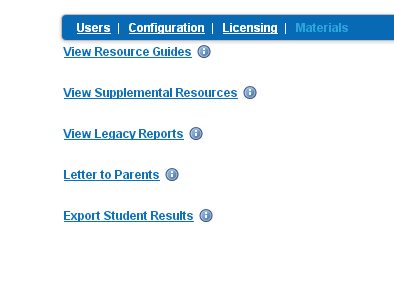 Users | Configuration | Licensing | Materials
View Resource Guides
View Supplemental Resources
View Legacy Reports
Letter to Parents
Export Student Results